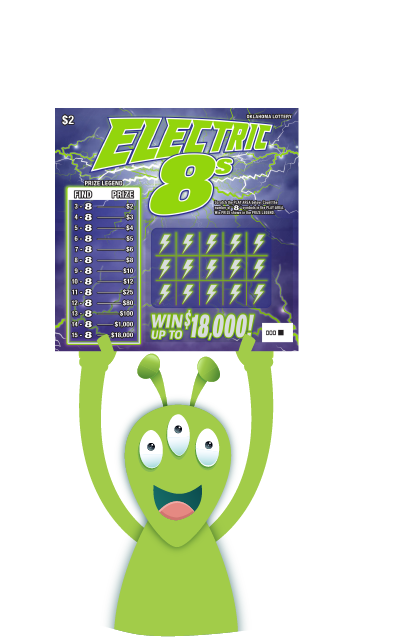 $2
OKLAHOMA LOTTERY
ELECTRIC
8s
PRIZE LEGEND
FIND PRIZE
3 - 8 $2
4 - 8 $3
5 - 8 $4
6 - 8 $5
7 - 8 $6
8 - 8 $8
9 - 8 $10
10 - 8 $12
11 - 8 $25
12 - 8 $80
13 - 8 $100
14 - 8 $1,000
15 - 8 $18,000
WIN UP TO $18,000!